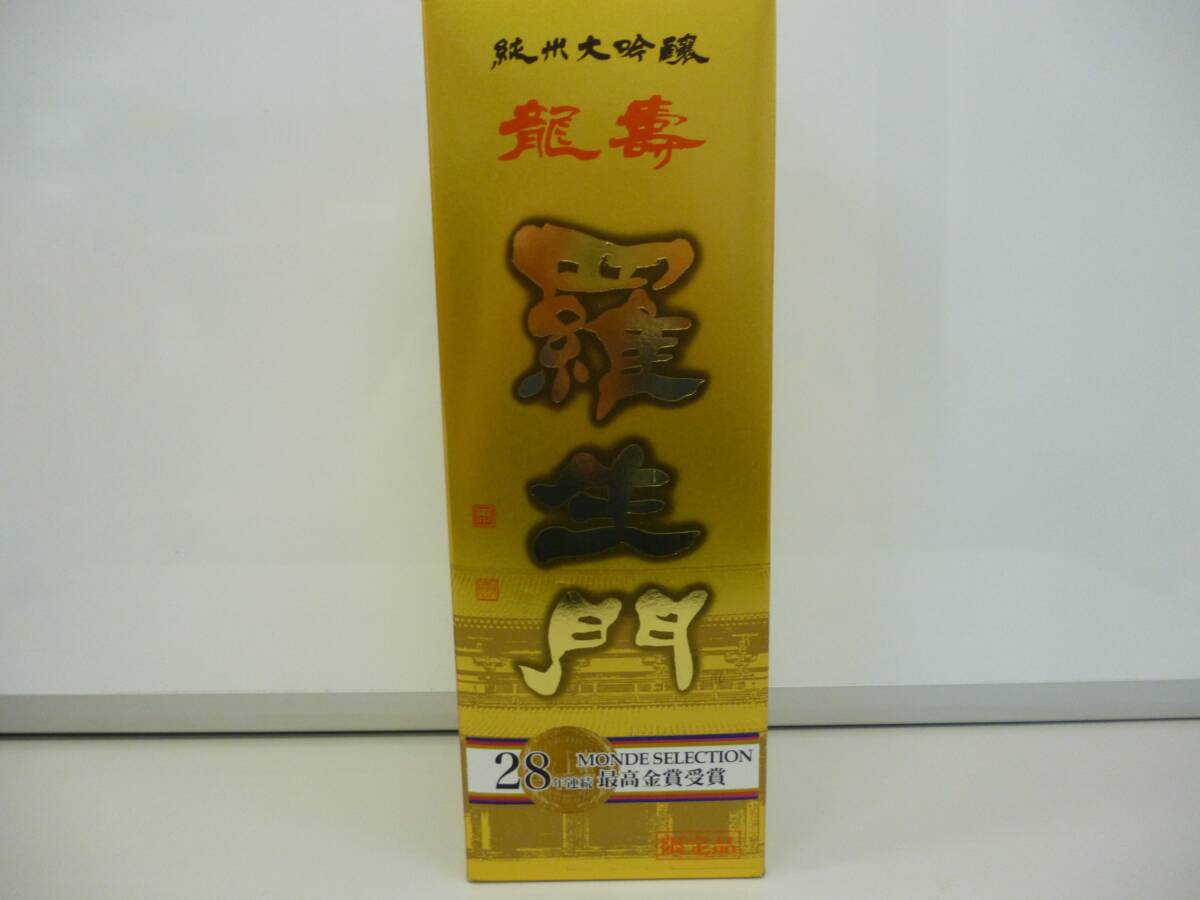 純米大吟醸
龍壽
羅生門
MONDE SELECTION
28年連続 最高金賞受賞
限定品